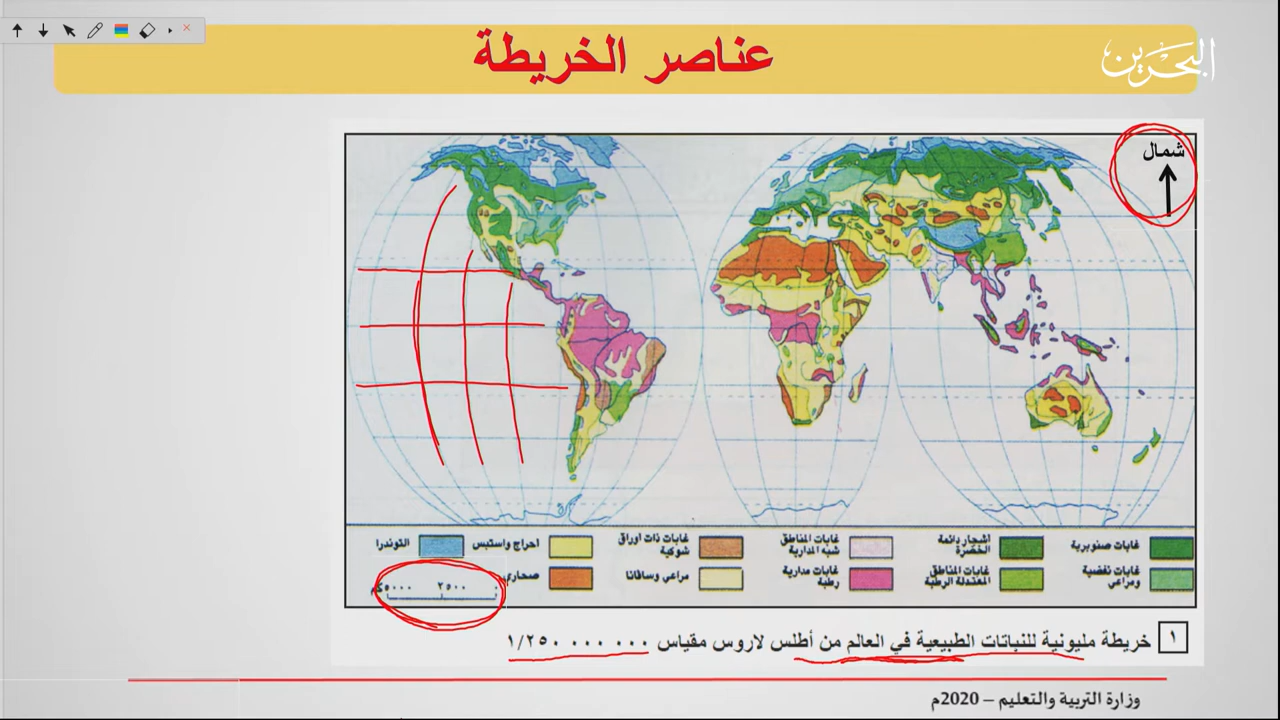 عناصر الخريطة
البحرين
شمال
غابات صنوبرية
أشجار دائمة
الخضرة
غابات المناطق
شبه المدارية
غابات ذات أوراق
شوكية
احراج واستبس
التوندرا
غابات نفضية
ومراعي
غابات المناطق
المعتدلة الرطبة
غابات مدارية
رطبة
مراعي وسافانا
صحاري
٠ ٢٥٠٠ ٥٠٠٠كم
١ خريطة مليونية للنباتات الطبيعية في العالم من أطلس لاروس مقياس ١/٢٥٠ ٠٠٠ ٠٠٠
وزارة التربية والتعليم – 2020م